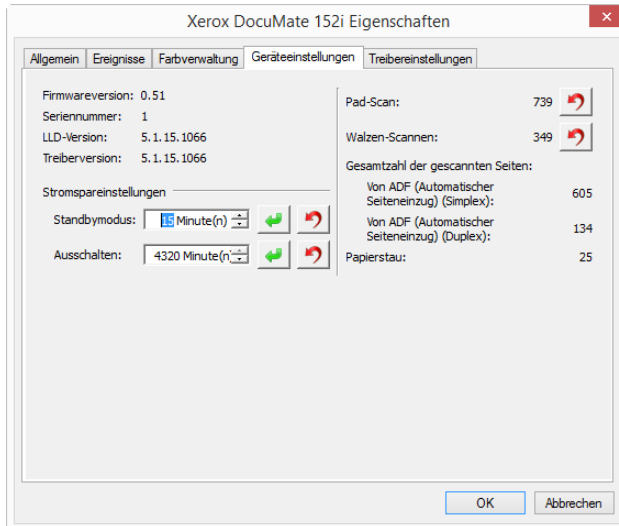 Xerox DocuMate 152i Eigenschaften
Allgemein Ereignisse Farbverwaltung Geräteeinstellungen Treibereinstellungen
Firmwareversion: 0.51
Seriennummer: 1
LLD-Version: 5.1.15.1066
Treiberversion: 5.1.15.1066
Stromspareinstellungen
Standbymodus: 15 Minute(n)
Ausschalten: 4320 Minute(n)
Pad-Scan: 739
Walzen-Scannen: 349
Gesamtzahl der gescannten Seiten:
Von ADF (Automatischer
Seiteneinzug) (Simplex): 605
Von ADF (Automatischer
Seiteneinzug) (Duplex): 134
Papierstau: 25
OK Abbrechen